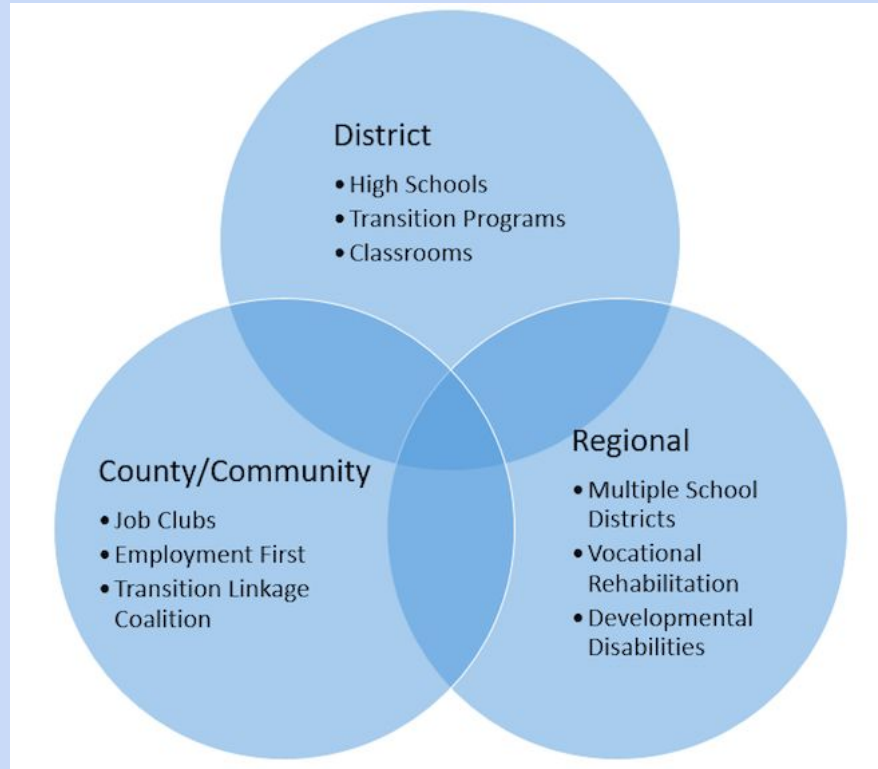 District
• High Schools
• Transition Programs
• Classrooms
County/Community
• Job Clubs
• Employment First
• Transition Linkage
Coalition
Regional
• Multiple School
Districts
• Vocational
Rehabilitation
• Developmental
Disabilities